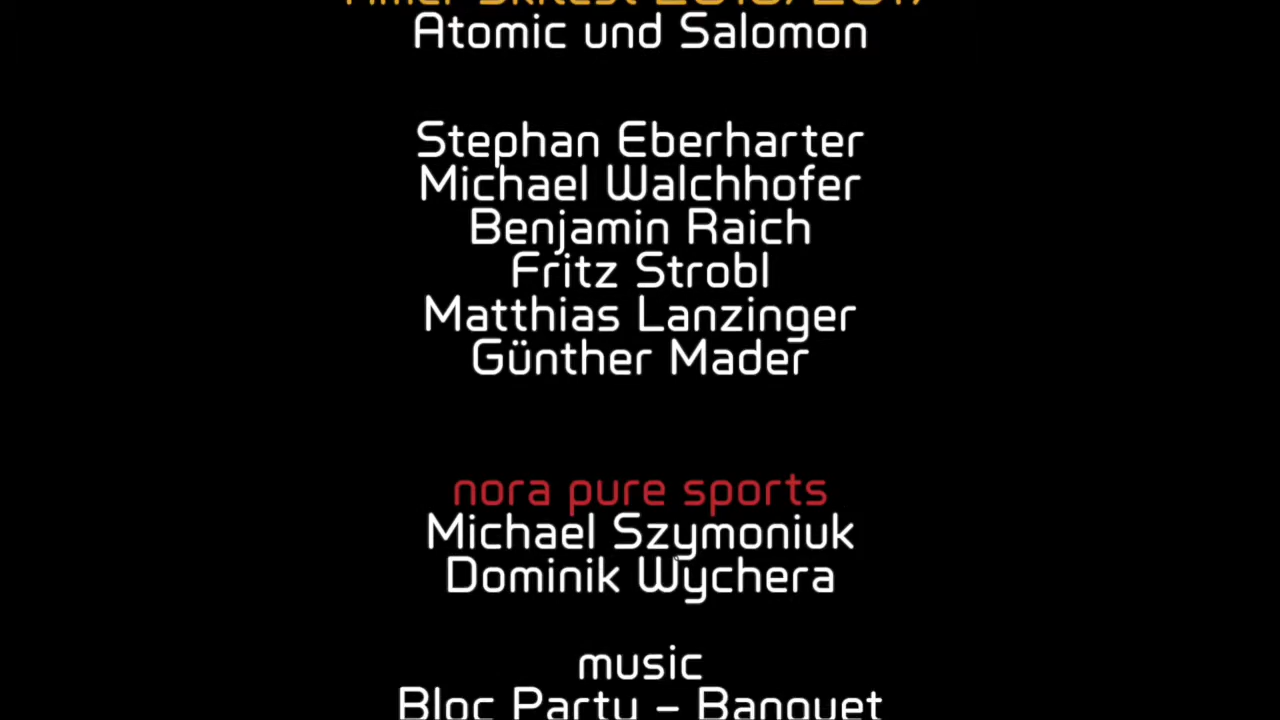 Atomic und Salomon
Stephan Eberharter
Michael Walchhofer
Benjamin Raich
Fritz Strobl
Matthias Lanzinger
Günther Mader
nora pure sports
Michael Szymoniuk
Dominik Wychera
music
Bloc Party – Banquet